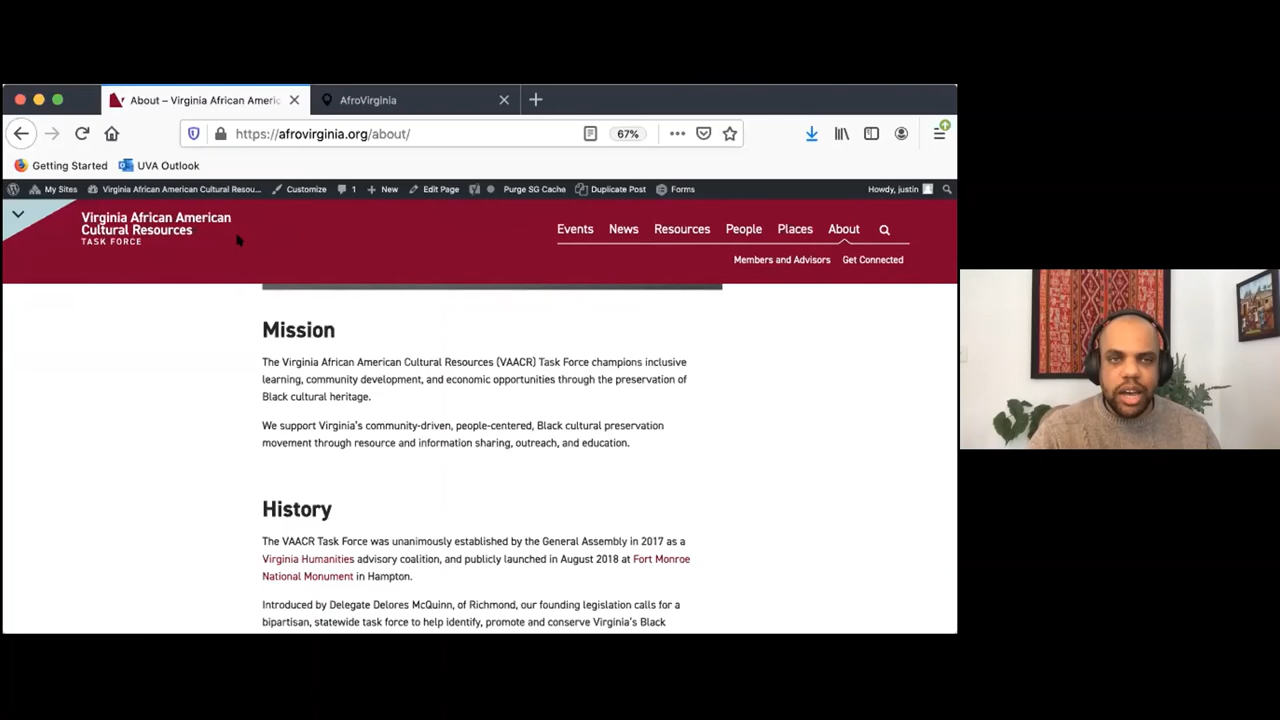 About – Virginia African Americ
AfroVirginia
https://afrovirginia.org/about/
67%
Getting Started
UVA Outlook
My Sites
Virginia African American Cultural Resou...
Customize
1
New
Edit Page
Purge SG Cache
Duplicate Post
Forms
Howdy, justin
Virginia African American
Cultural Resources
TASK FORCE
Events News Resources People Places About
Members and Advisors Get Connected
Mission
The Virginia African American Cultural Resources (VAACR) Task Force champions inclusive
learning, community development, and economic opportunities through the preservation of
Black cultural heritage.
We support Virginia's community-driven, people-centered, Black cultural preservation
movement through resource and information sharing, outreach, and education.
History
The VAACR Task Force was unanimously established by the General Assembly in 2017 as a
Virginia Humanities advisory coalition, and publicly launched in August 2018 at Fort Monroe
National Monument in Hampton.
Introduced by Delegate Delores McQuinn, of Richmond, our founding legislation calls for a
bipartisan, statewide task force to help identify, promote and conserve Virginia's Black